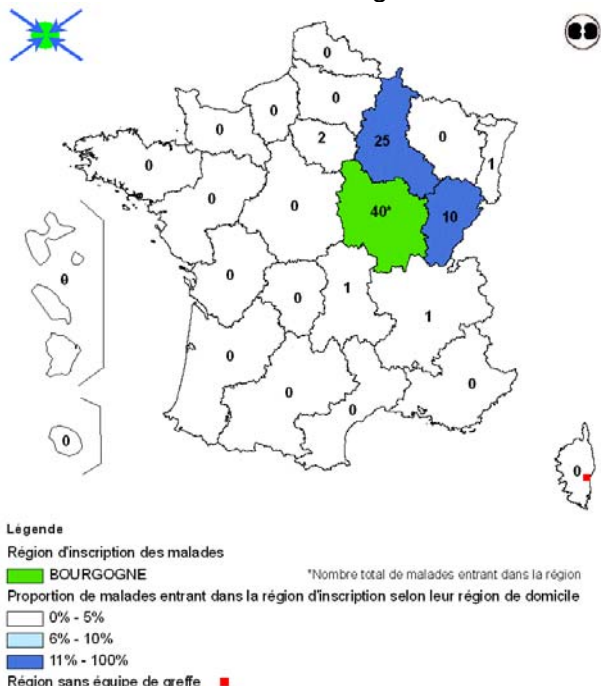 0
0
0
0
2
25
0
0
1
0
0
40*
10
0
0
0
1
1
0
0
0
0
0
0
Légende
Région d'inscription des malades
BOURGOGNE
*Nombre total de malades entrant dans la région
Proportion de malades entrant dans la région d'inscription selon leur région de domicile
0% - 5%
6% - 10%
11% - 100%
Région sans équipe de greffe